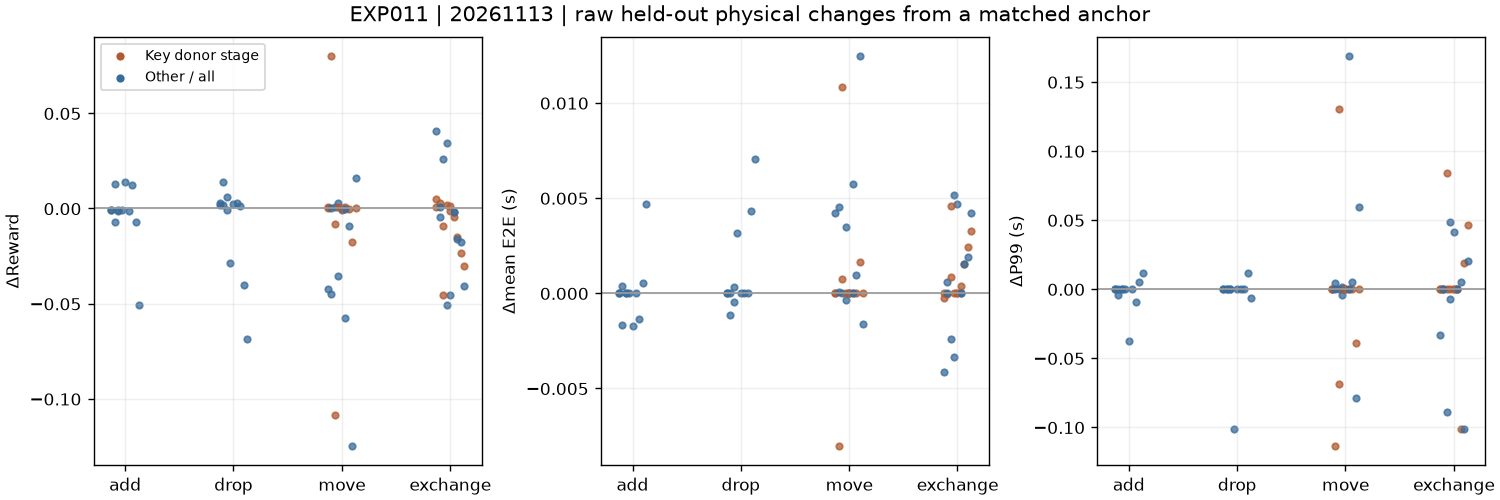 EXP011 | 20261113 | raw held-out physical changes from a matched anchor
Key donor stage
Other / all
ΔReward
0.05
0.00
−0.05
−0.10
add
drop
move
exchange
Δmean E2E (s)
0.010
0.005
0.000
−0.005
add
drop
move
exchange
ΔP99 (s)
0.15
0.10
0.05
0.00
−0.05
−0.10
add
drop
move
exchange